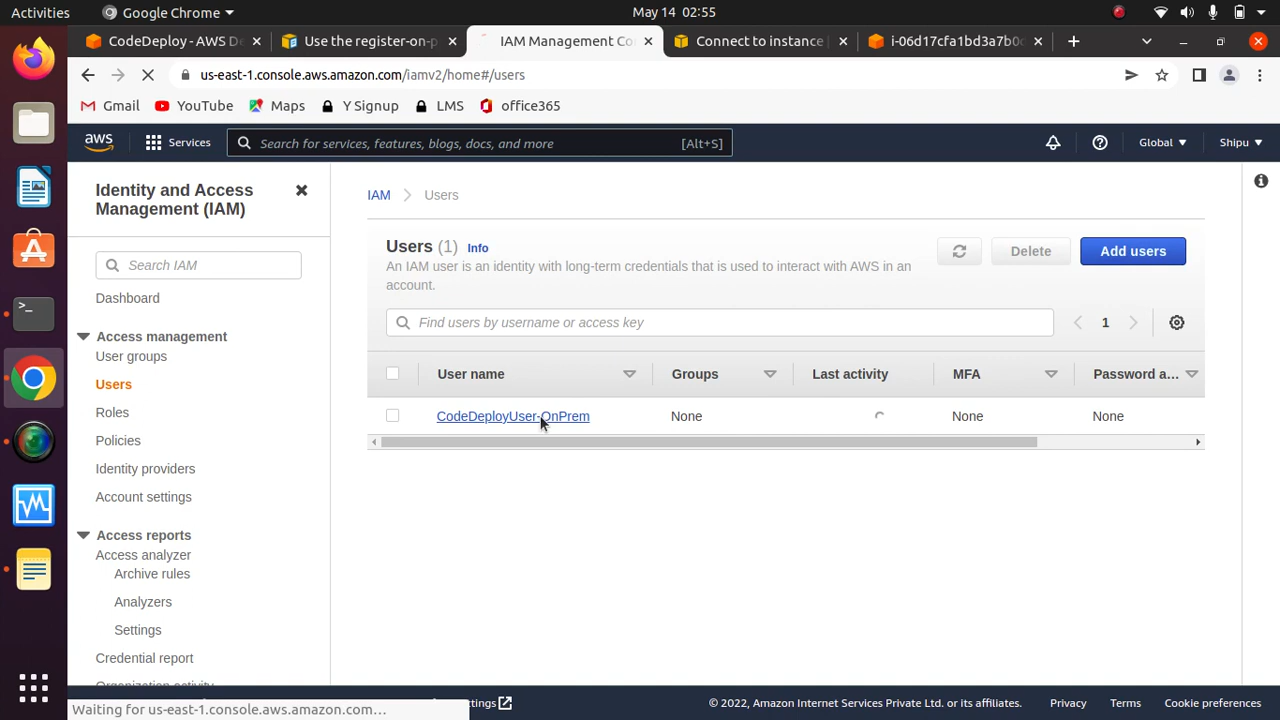 Activities
Google Chrome
May 14 02:55
CodeDeploy - AWS De
Use the register-on-p
IAM Management Co
Connect to instance |
i-06d17cfa1bd3a7b0
us-east-1.console.aws.amazon.com/iamv2/home#/users
Gmail
YouTube
Maps
Y Signup
LMS
office365
aws
Services
Search for services, features, blogs, docs, and more
[Alt+S]
Global
Shipu
Identity and Access
Management (IAM)
Search IAM
Dashboard
Access management
User groups
Users
Roles
Policies
Identity providers
Account settings
Access reports
Access analyzer
Archive rules
Analyzers
Settings
Credential report
IAM
Users
Users (1) Info
An IAM user is an identity with long-term credentials that is used to interact with AWS in an
account.
Delete
Add users
Find users by username or access key
1
User name
Groups
Last activity
MFA
Password a...
CodeDeployUser-OnPrem
None
None
None
© 2022, Amazon Internet Services Private Ltd. or its affiliates.
Privacy
Terms
Cookie preferences
Waiting for us-east-1.console.aws.amazon.com...